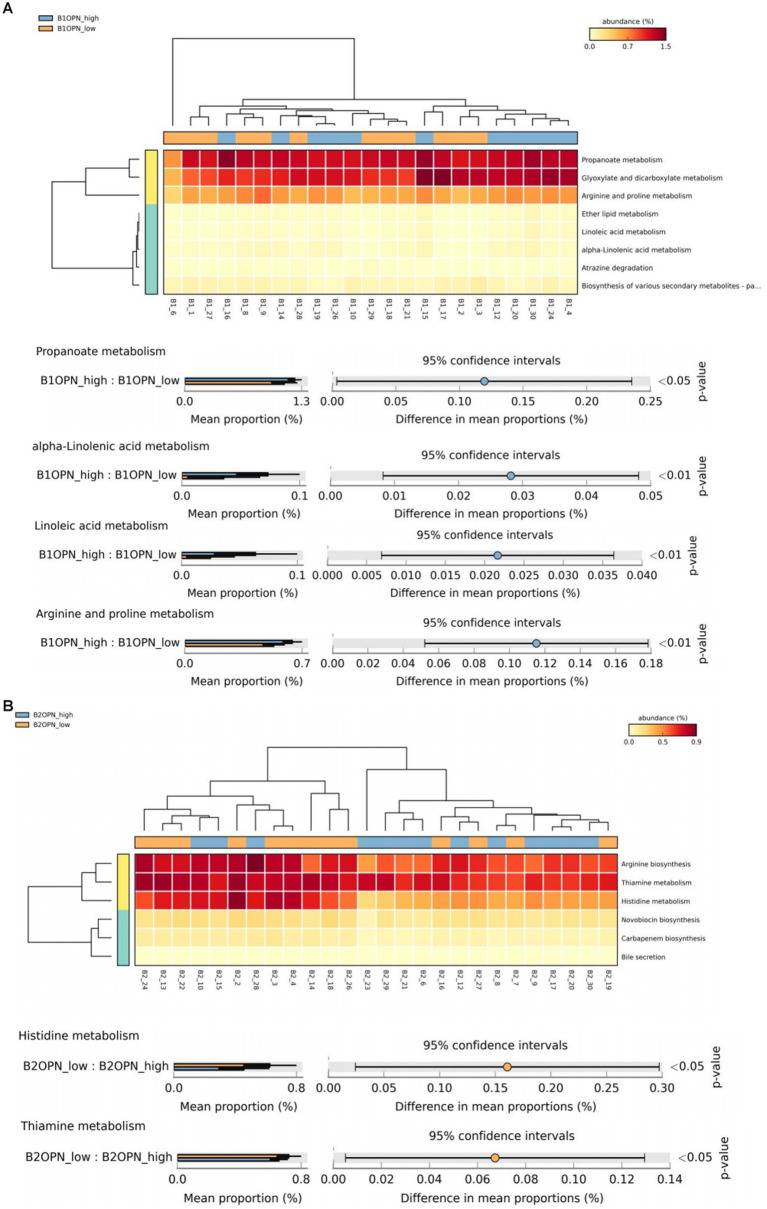 A
B1OPN_high
B1OPN_low
abundance (%)
0.0 0.7 1.5
Propanoate metabolism
Glyoxylate and dicarboxylate metabolism
Arginine and proline metabolism
Ether lipid metabolism
Linoleic acid metabolism
alpha-Linolenic acid metabolism
Atrazine degradation
Biosynthesis of various secondary metabolites - pa...
B1_6 B1_1 B1_27 B1_16 B1_8 B1_9 B1_14 B1_28 B1_19 B1_26 B1_10 B1_29 B1_18 B1_21 B1_15 B1_17 B1_2 B1_3 B1_12 B1_20 B1_30 B1_24 B1_4
Propanoate metabolism
95% confidence intervals
B1OPN_high : B1OPN_low
<0.05
p-value
0.0 1.3
0.00 0.05 0.10 0.15 0.20 0.25
Mean proportion (%)
Difference in mean proportions (%)
alpha-Linolenic acid metabolism
95% confidence intervals
B1OPN_high : B1OPN_low
<0.01
p-value
0.0 0.1
0.00 0.01 0.02 0.03 0.04 0.05
Mean proportion (%)
Difference in mean proportions (%)
Linoleic acid metabolism
95% confidence intervals
B1OPN_high : B1OPN_low
<0.01
p-value
0.0 0.1
0.000 0.005 0.010 0.015 0.020 0.025 0.030 0.035 0.040
Mean proportion (%)
Difference in mean proportions (%)
Arginine and proline metabolism
95% confidence intervals
B1OPN_high : B1OPN_low
<0.01
p-value
0.0 0.7
0.00 0.02 0.04 0.06 0.08 0.10 0.12 0.14 0.16 0.18
Mean proportion (%)
Difference in mean proportions (%)
B
B2OPN_high
B2OPN_low
abundance (%)
0.0 0.5 0.9
Arginine biosynthesis
Thiamine metabolism
Histidine metabolism
Novobiocin biosynthesis
Carbapenem biosynthesis
Bile secretion
B2_24 B2_13 B2_22 B2_10 B2_15 B2_2 B2_28 B2_3 B2_4 B2_14 B2_18 B2_26 B2_23 B2_29 B2_21 B2_6 B2_16 B2_12 B2_27 B2_8 B2_7 B2_9 B2_17 B2_20 B2_30 B2_19
Histidine metabolism
95% confidence intervals
B2OPN_low : B2OPN_high
<0.05
p-value
0.0 0.8
0.00 0.05 0.10 0.15 0.20 0.25 0.30
Mean proportion (%)
Difference in mean proportions (%)
Thiamine metabolism
95% confidence intervals
B2OPN_low : B2OPN_high
<0.05
p-value
0.0 0.8
0.00 0.02 0.04 0.06 0.08 0.10 0.12 0.14
Mean proportion (%)
Difference in mean proportions (%)